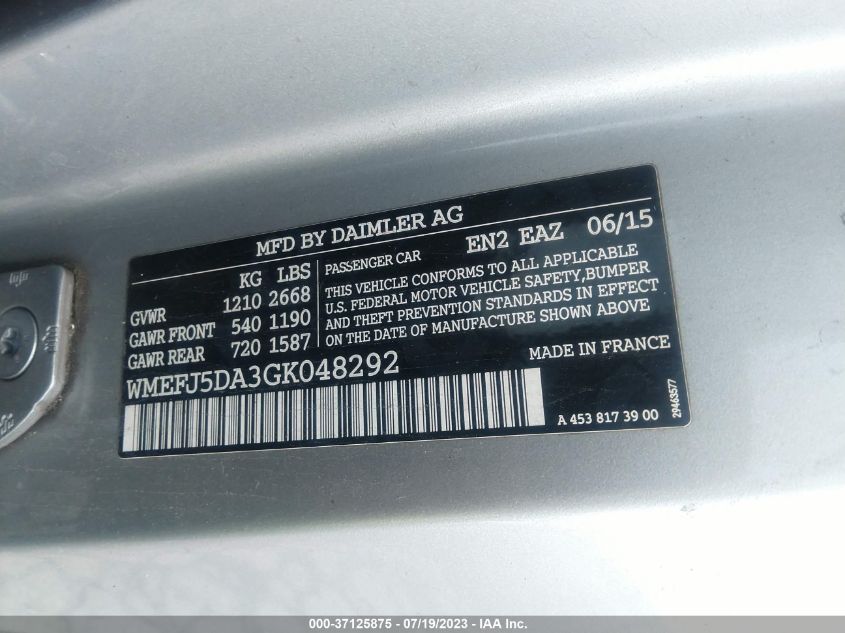 MFD BY DAIMLER AG EN2 EAZ 06/15
KG LBS
GVWR 1210 2668
GAWR FRONT 540 1190
GAWR REAR 720 1587
PASSENGER CAR
THIS VEHICLE CONFORMS TO ALL APPLICABLE
U.S. FEDERAL MOTOR VEHICLE SAFETY,BUMPER
AND THEFT PREVENTION STANDARDS IN EFFECT
ON THE DATE OF MANUFACTURE SHOWN ABOVE
WMEFJ5DA3GK048292
MADE IN FRANCE
A 453 817 39 00
29463577
000-37125875 - 07/19/2023 - IAA Inc.